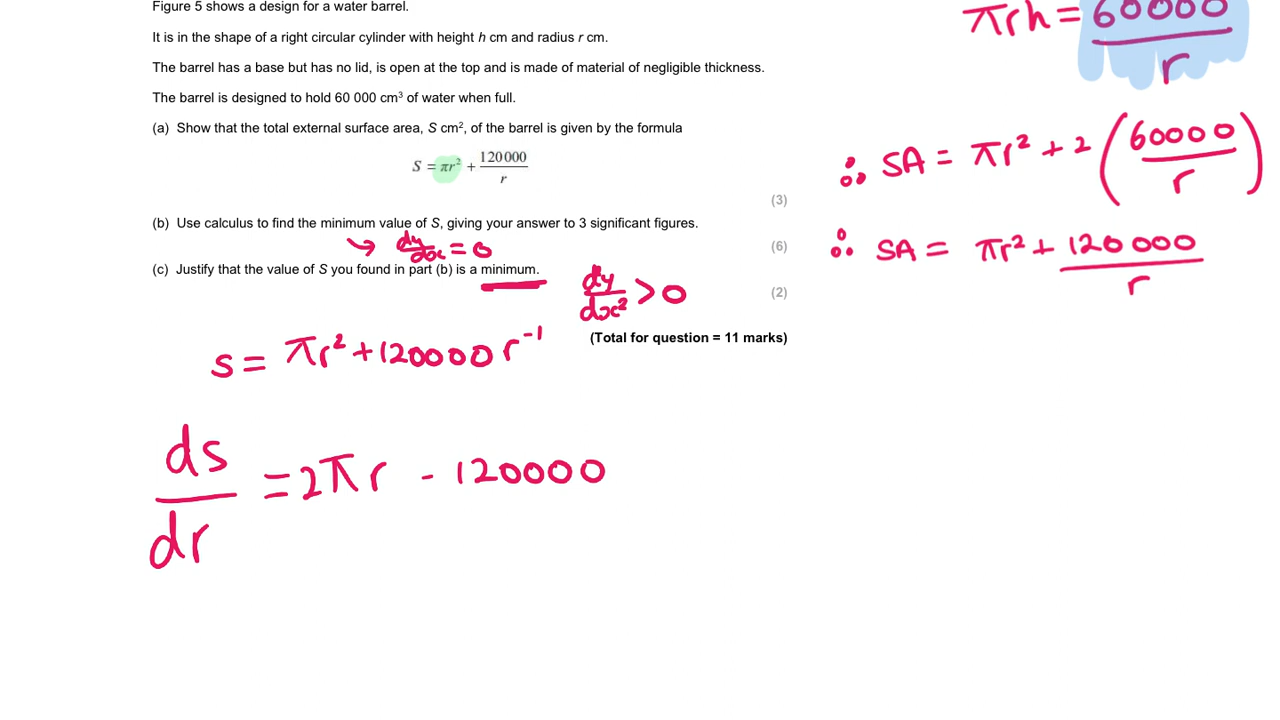 Figure 5 shows a design for a water barrel.
It is in the shape of a right circular cylinder with height h cm and radius r cm.
The barrel has a base but has no lid, is open at the top and is made of material of negligible thickness.
The barrel is designed to hold 60 000 cm³ of water when full.
(a) Show that the total external surface area, S cm², of the barrel is given by the formula
S = πr² + 120000/r
(3)
(b) Use calculus to find the minimum value of S, giving your answer to 3 significant figures.
(6)
→ dy/dx = 0
(c) Justify that the value of S you found in part (b) is a minimum.
(2)
dy/dx² > 0
(Total for question = 11 marks)
S = πr² + 120000 r⁻¹
ds/dr = 2πr - 120000
πrh = 60000/r
∴ SA = πr² + 2(60000/r)
∴ SA = πr² + 120 000/r